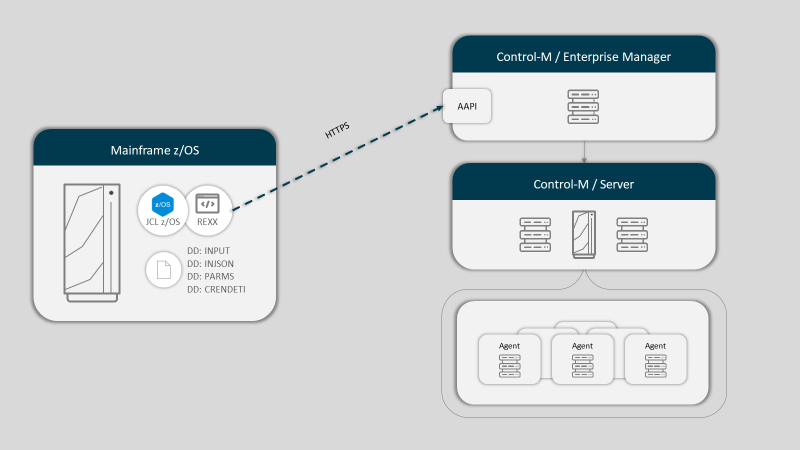 Control-M / Enterprise Manager
AAPI
HTTPS
Mainframe z/OS
z/OS
JCL z/OS
REXX
DD: INPUT
DD: INJSON
DD: PARMS
DD: CRENDETI
Control-M / Server
Agent
Agent
Agent